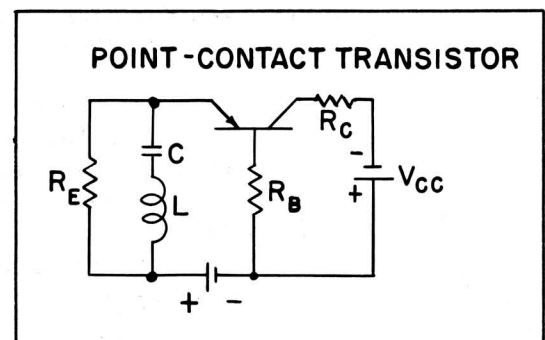 POINT-CONTACT TRANSISTOR
R_C
C
-
R_E
L
R_B
+
V_CC
+ -